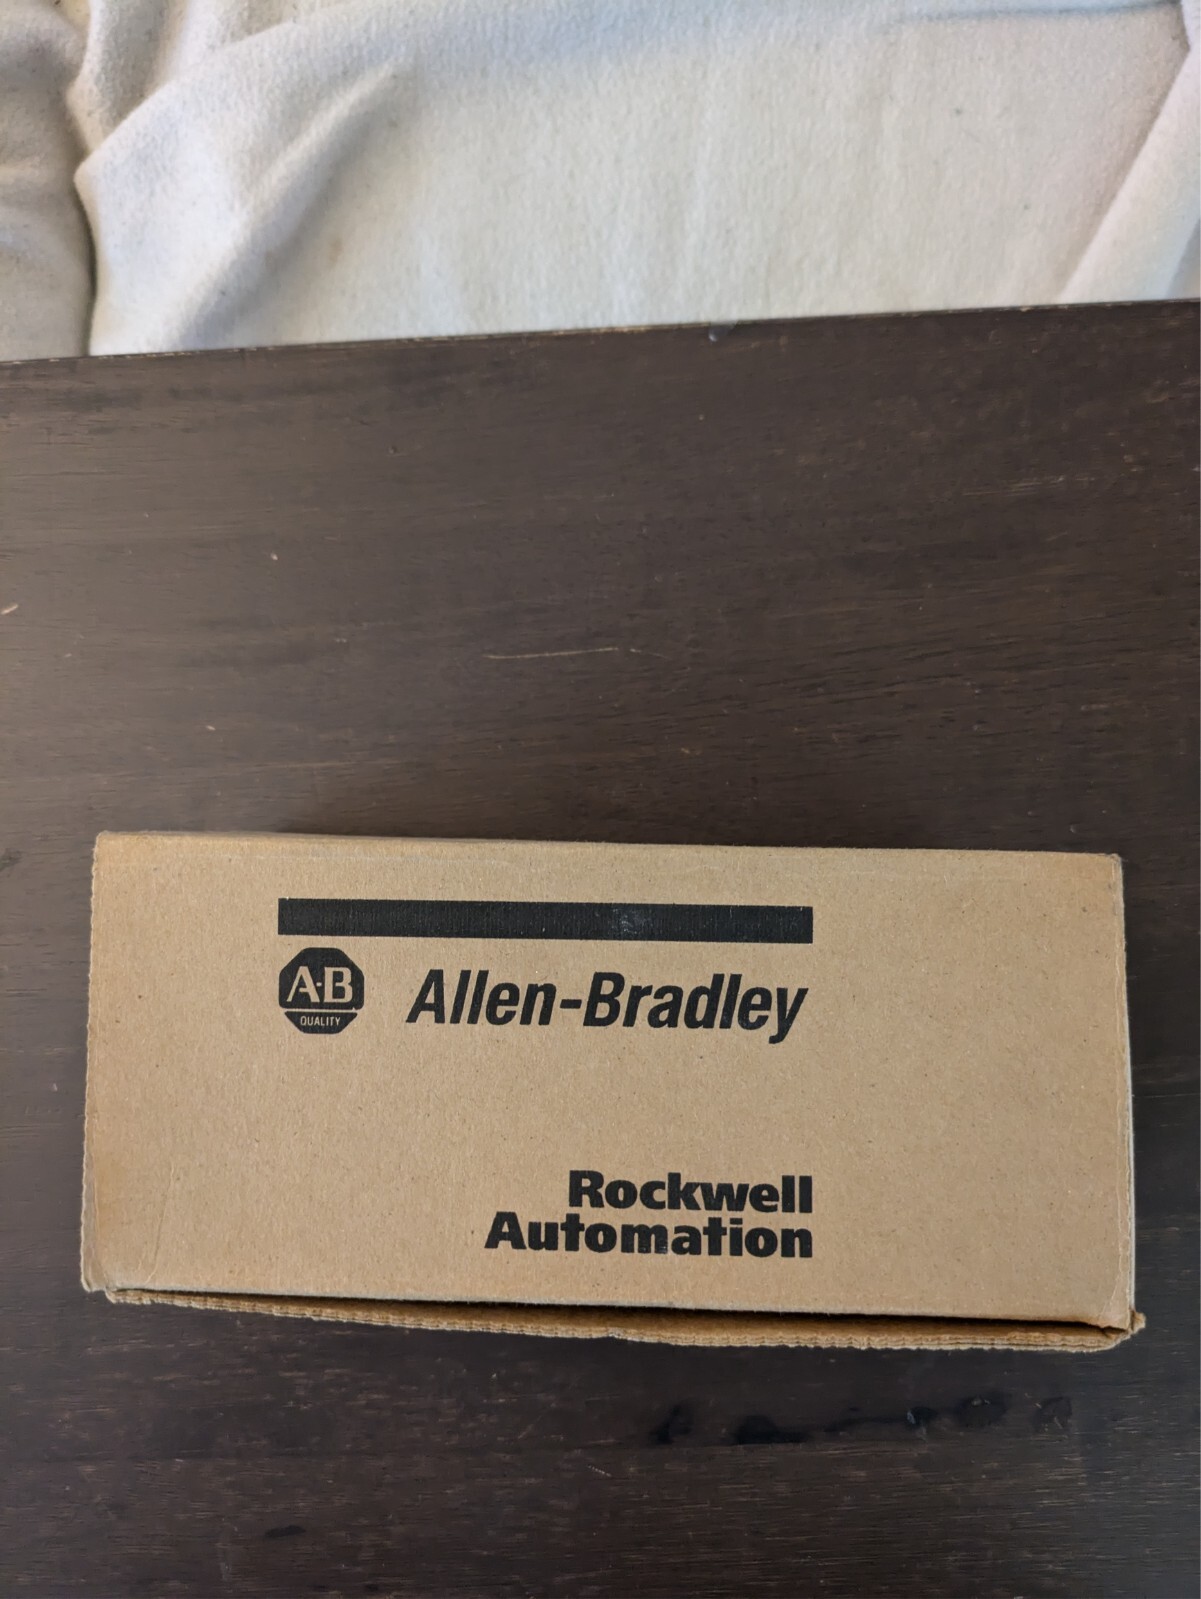 A-B
QUALITY
Allen-Bradley
Rockwell
Automation